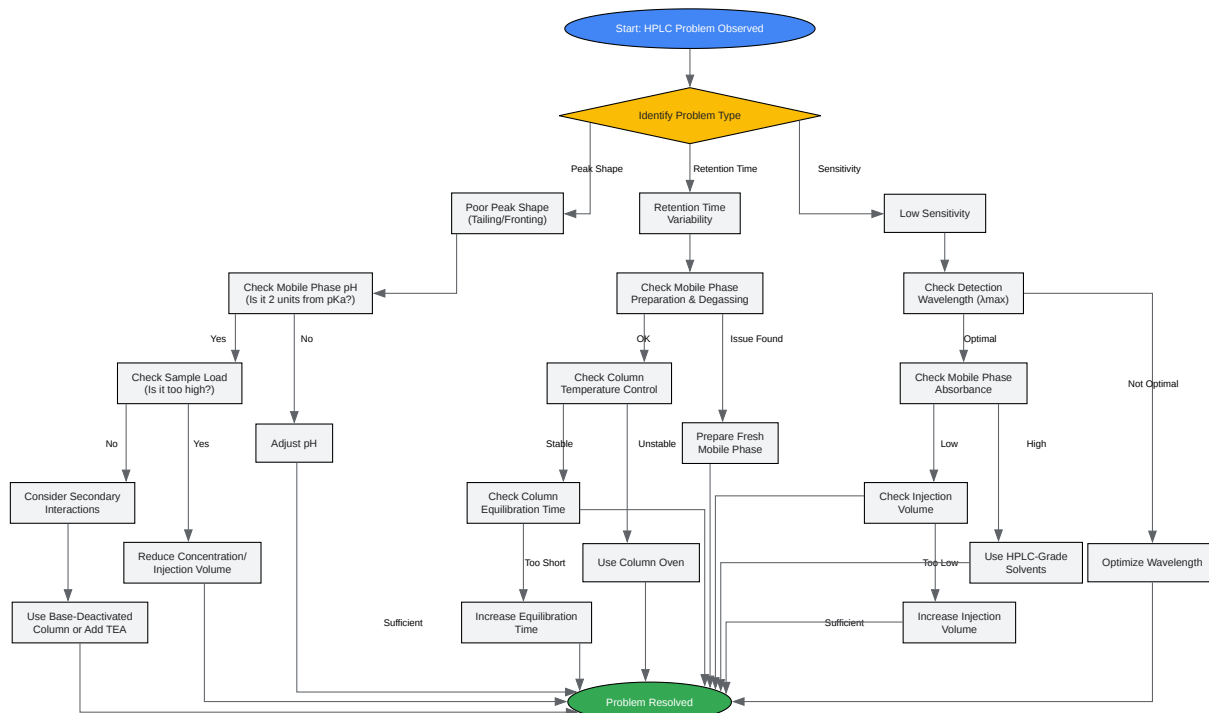 Start: HPLC Problem Observed
Identify Problem Type
Peak Shape
Retention Time
Sensitivity
Poor Peak Shape
(Tailing/Fronting)
Retention Time
Variability
Low Sensitivity
Check Mobile Phase pH
(Is it 2 units from pKa?)
Check Mobile Phase
Preparation & Degassing
Check Detection
Wavelength (λmax)
Yes
No
OK
Issue Found
Optimal
Not Optimal
Check Sample Load
(Is it too high?)
Check Column
Temperature Control
Check Mobile Phase
Absorbance
No
Yes
Adjust pH
Stable
Unstable
Prepare Fresh
Mobile Phase
Low
High
Consider Secondary
Interactions
Check Column
Equilibration Time
Check Injection
Volume
Reduce Concentration/
Injection Volume
Too Short
Use Column Oven
Too Low
Use HPLC-Grade
Solvents
Optimize Wavelength
Use Base-Deactivated
Column or Add TEA
Sufficient
Increase Equilibration
Time
Sufficient
Increase Injection
Volume
Problem Resolved